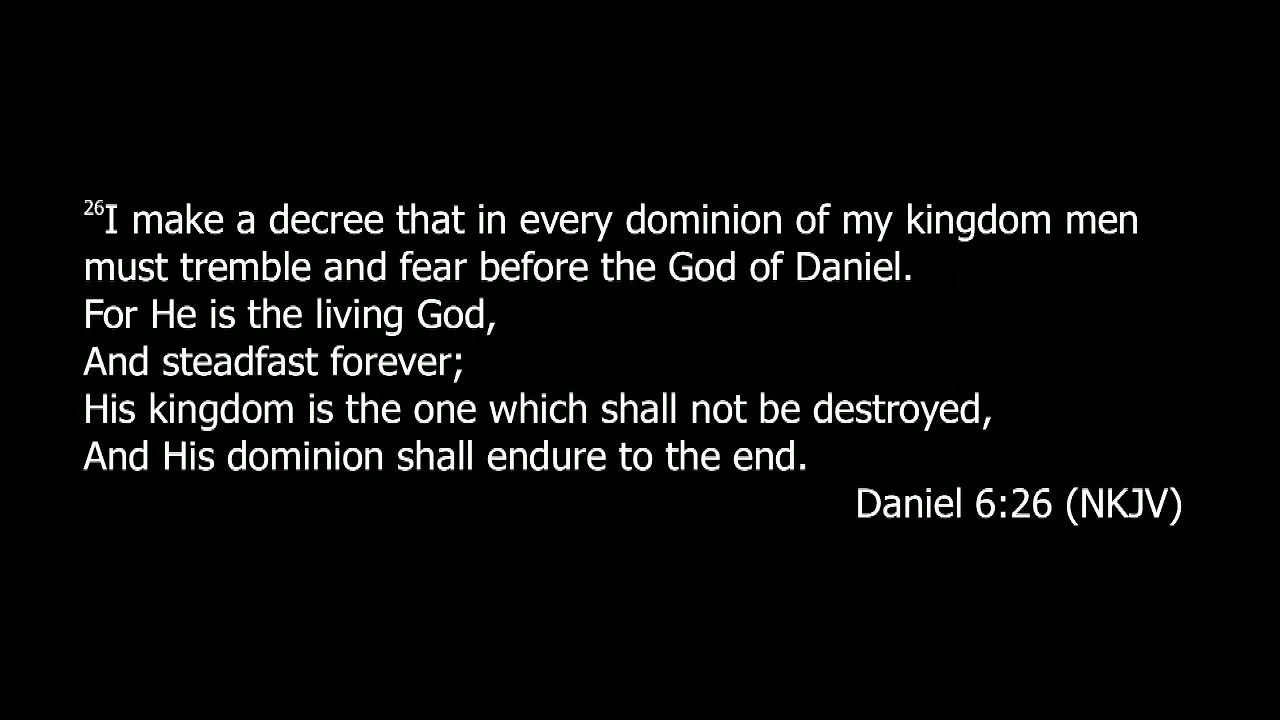 26I make a decree that in every dominion of my kingdom men
must tremble and fear before the God of Daniel.
For He is the living God,
And steadfast forever;
His kingdom is the one which shall not be destroyed,
And His dominion shall endure to the end.
Daniel 6:26 (NKJV)